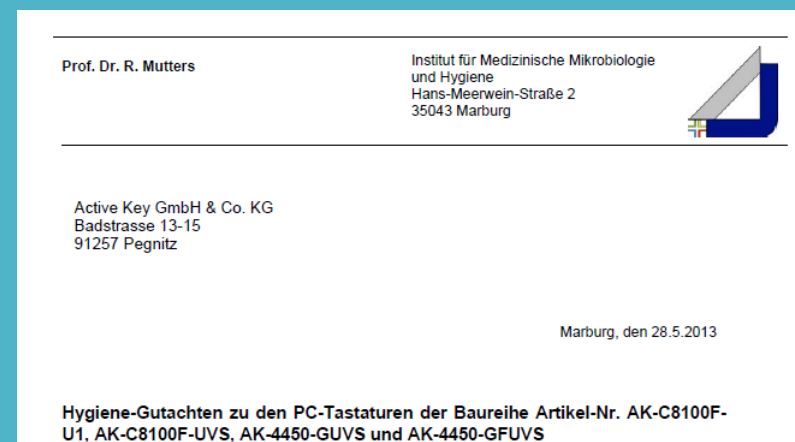 Prof. Dr. R. Mutters
Institut für Medizinische Mikrobiologie
und Hygiene
Hans-Meerwein-Straße 2
35043 Marburg
Active Key GmbH & Co. KG
Badstrasse 13-15
91257 Pegnitz
Marburg, den 28.5.2013
Hygiene-Gutachten zu den PC-Tastaturen der Baureihe Artikel-Nr. AK-C8100F-
U1, AK-C8100F-UVS, AK-4450-GUVS und AK-4450-GFUVS